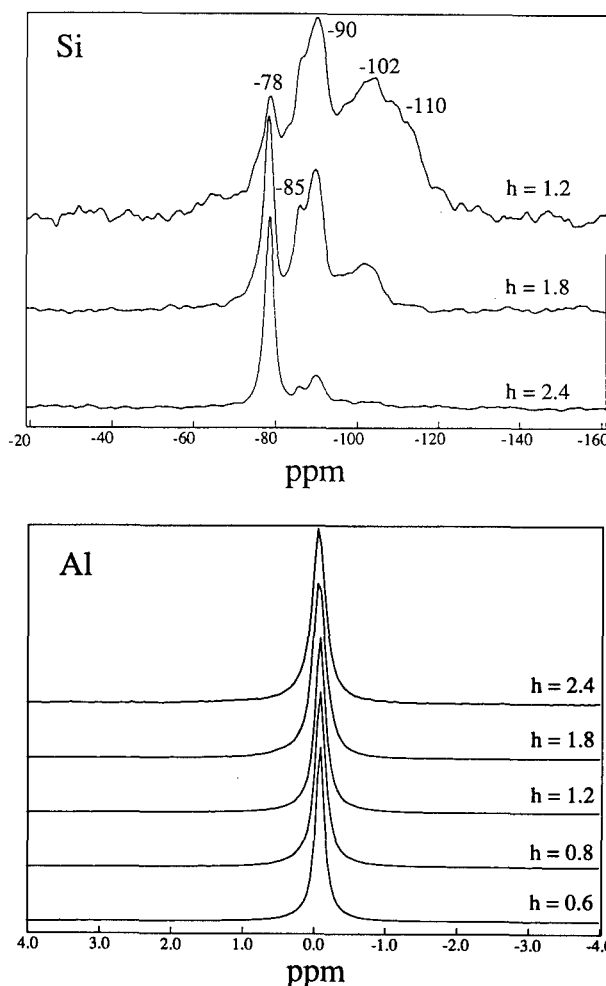 Si
-90
-78
-102
-110
h = 1.2
-85
h = 1.8
h = 2.4
-20 -40 -60 -80 -100 -120 -140 -160
ppm
Al
h = 2.4
h = 1.8
h = 1.2
h = 0.8
h = 0.6
4.0 3.0 2.0 1.0 0.0 -1.0 -2.0 -3.0 -4.0
ppm